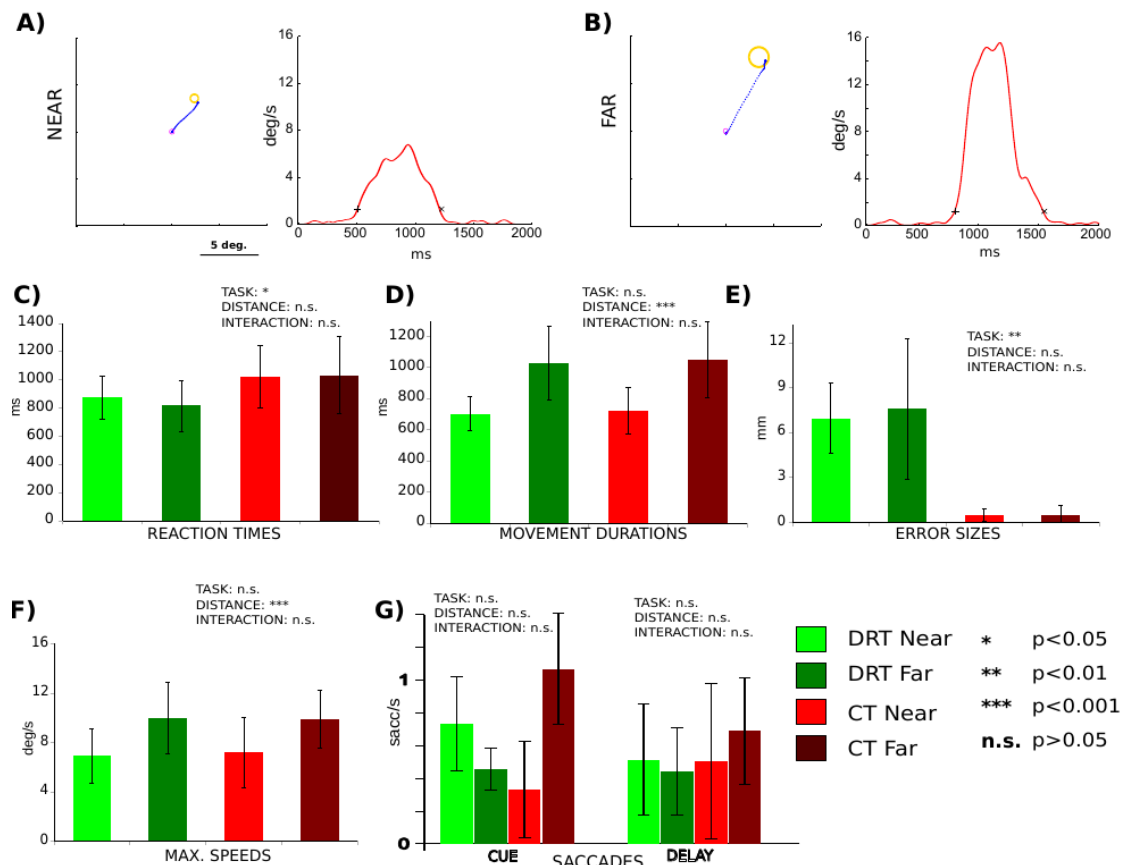 A)
NEAR
5 deg.
deg/s
16
12
8
4
0
0 500 1000 1500 2000
ms
B)
FAR
deg/s
16
12
8
4
0
0 500 1000 1500 2000
ms
C)
TASK: *
DISTANCE: n.s.
INTERACTION: n.s.
ms
1400
1200
1000
800
600
400
200
0
REACTION TIMES
D)
TASK: n.s.
DISTANCE: ***
INTERACTION: n.s.
ms
1200
1000
800
600
400
200
0
MOVEMENT DURATIONS
E)
TASK: **
DISTANCE: n.s.
INTERACTION: n.s.
mm
12
9
6
3
0
ERROR SIZES
F)
TASK: n.s.
DISTANCE: ***
INTERACTION: n.s.
deg/s
16
12
8
4
0
MAX. SPEEDS
G)
TASK: n.s.
DISTANCE: n.s.
INTERACTION: n.s.
TASK: n.s.
DISTANCE: n.s.
INTERACTION: n.s.
sacc/s
1
0
CUE
DELAY
SACCADES
DRT Near
DRT Far
CT Near
CT Far
* p<0.05
** p<0.01
*** p<0.001
n.s. p>0.05